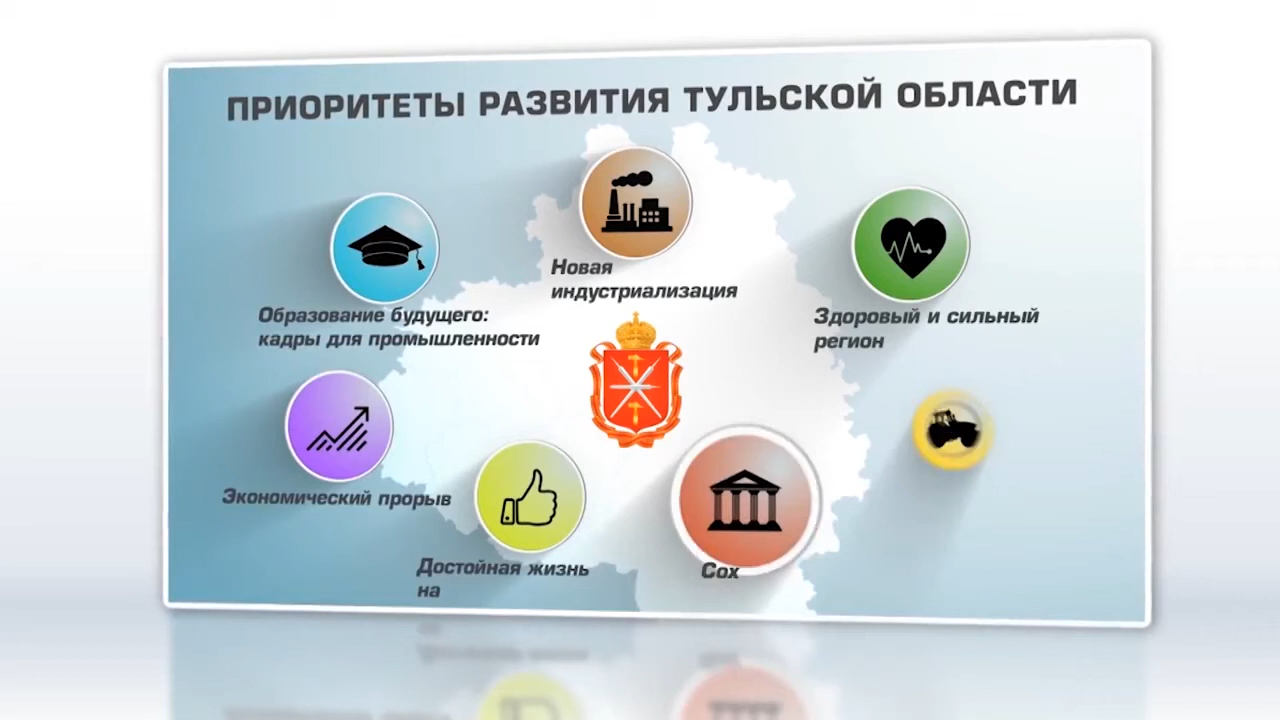 ПРИОРИТЕТЫ РАЗВИТИЯ ТУЛЬСКОЙ ОБЛАСТИ
Новая
индустриализация
Образование будущего:
кадры для промышленности
Здоровый и сильный
регион
Экономический прорыв
Достойная жизнь
на
Сох